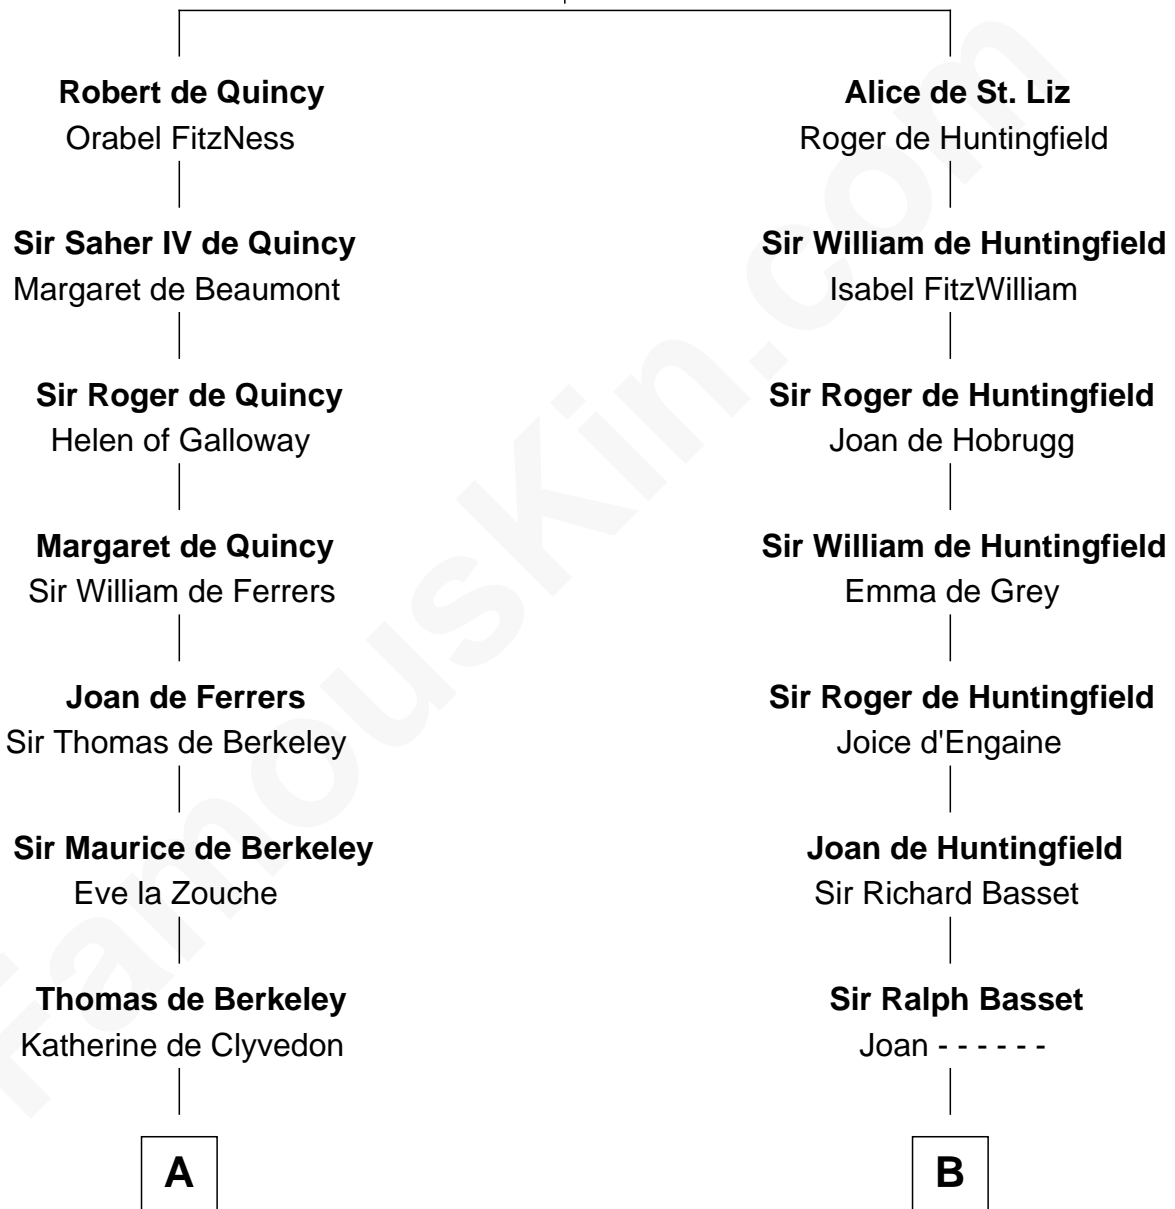 Robert de Quincy
Orabel FitzNess
Sir Saher IV de Quincy
Margaret de Beaumont
Sir Roger de Quincy
Helen of Galloway
Margaret de Quincy
Sir William de Ferrers
Joan de Ferrers
Sir Thomas de Berkeley
Sir Maurice de Berkeley
Eve la Zouche
Thomas de Berkeley
Katherine de Clyvedon
A
Alice de St. Liz
Roger de Huntingfield
Sir William de Huntingfield
Isabel FitzWilliam
Sir Roger de Huntingfield
Joan de Hobrugg
Sir William de Huntingfield
Emma de Grey
Sir Roger de Huntingfield
Joice d'Engaine
Joan de Huntingfield
Sir Richard Basset
Sir Ralph Basset
Joan - - - - - -
B
FamousKin.com